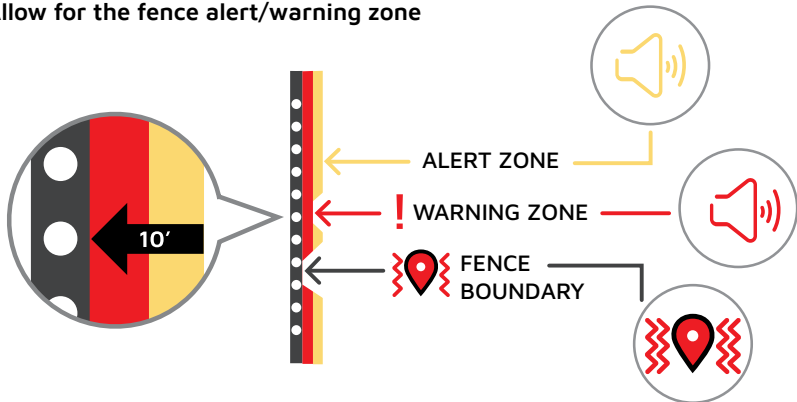 llow for the fence alert/warning zone
ALERT ZONE
! WARNING ZONE
10′
FENCE
BOUNDARY